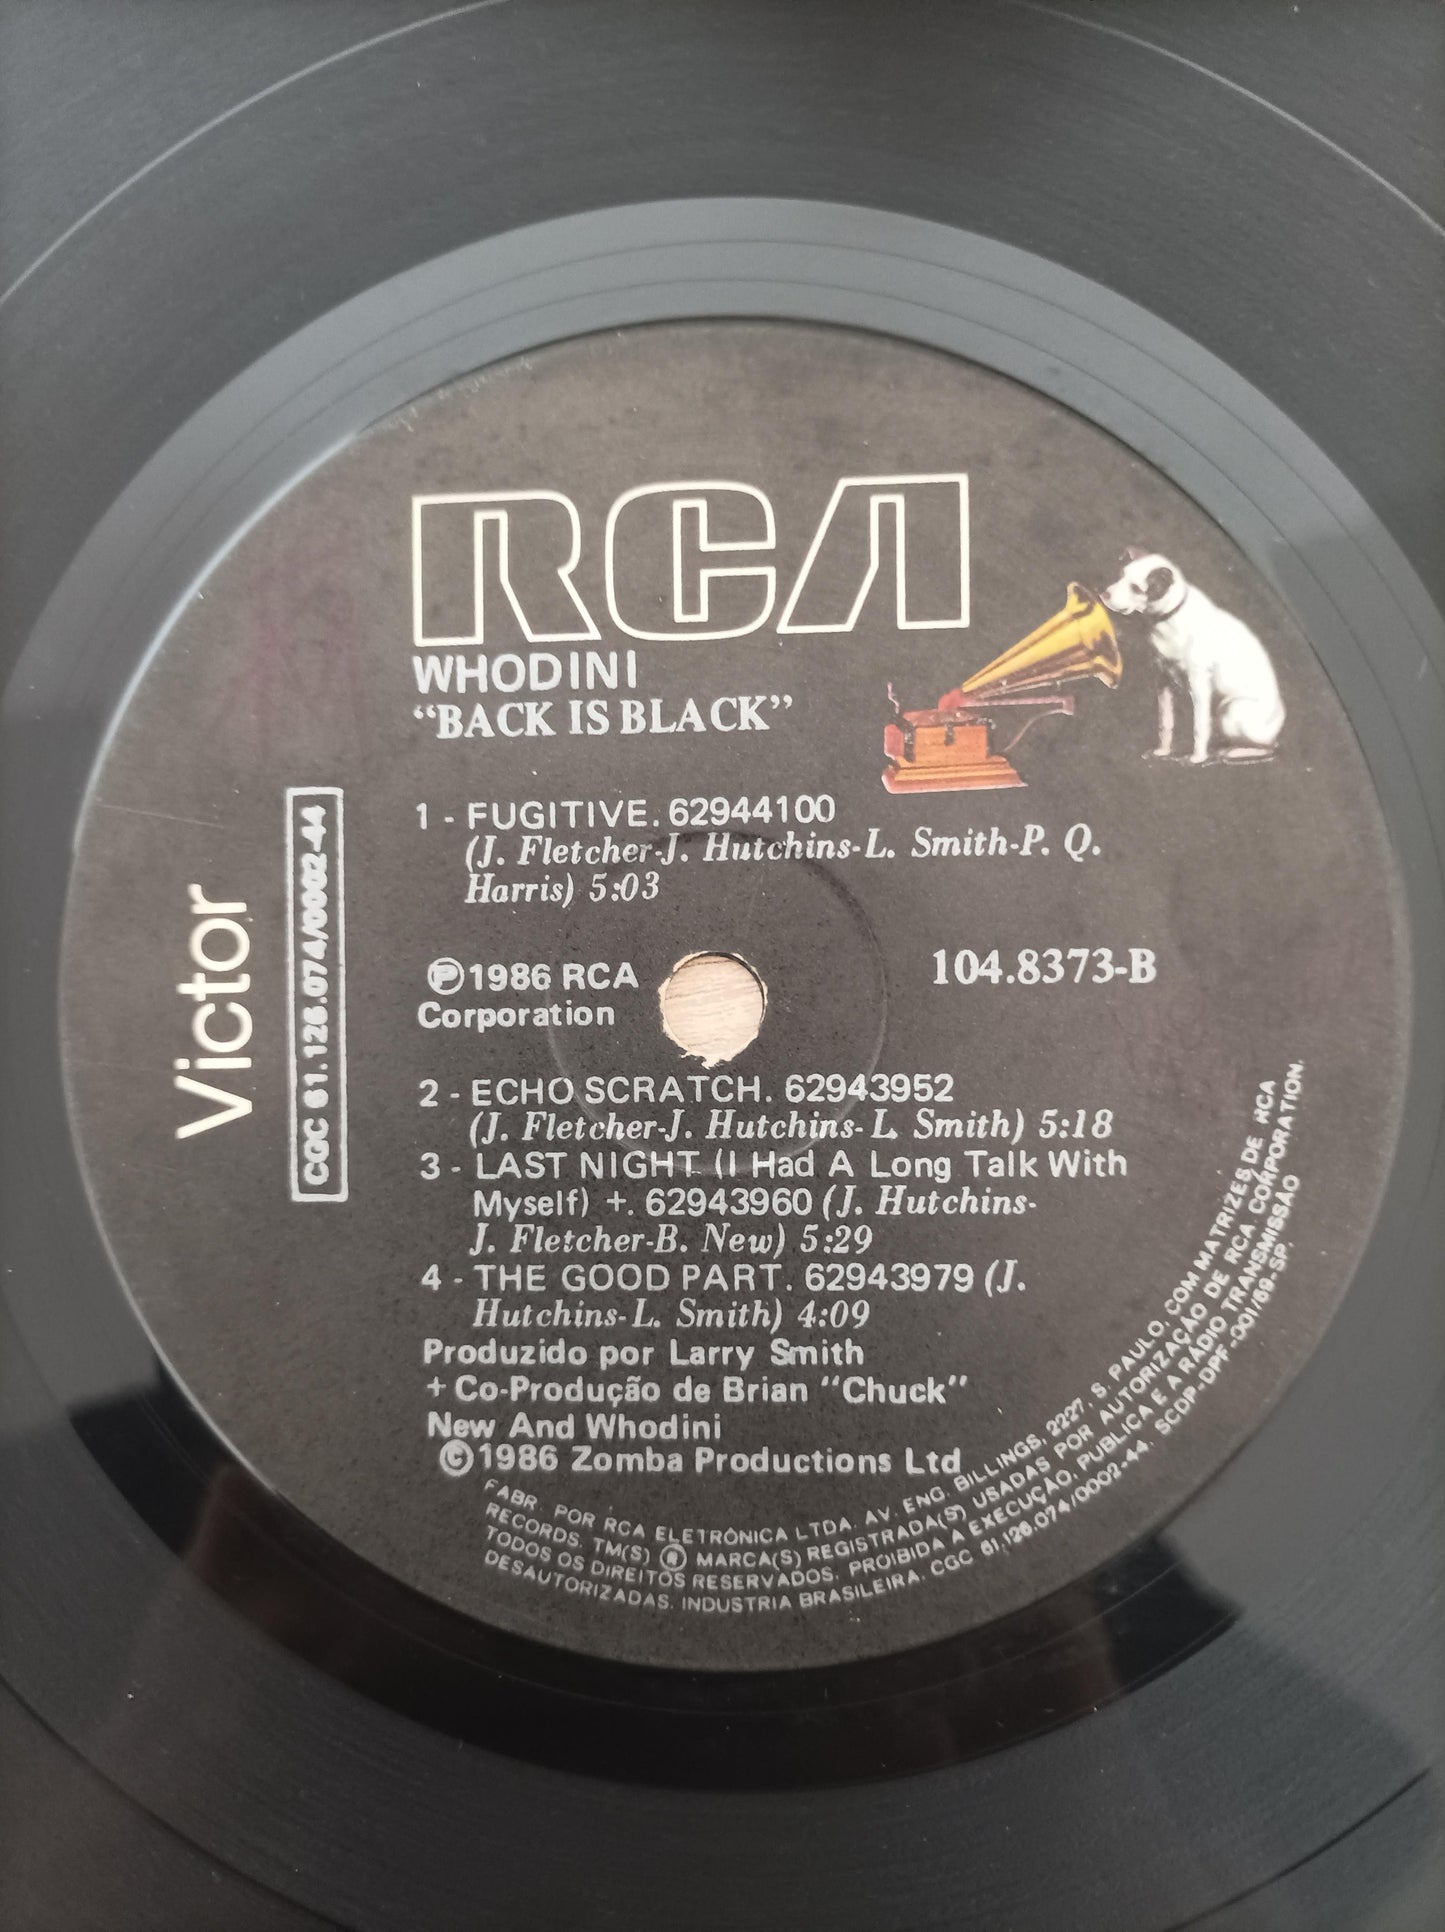 RCA
WHODINI
“BACK IS BLACK”
Victor
CGC 61.126.074/0002-44
1 - FUGITIVE. 62944100
(J. Fletcher-J. Hutchins-L. Smith-P. Q.
Harris) 5:03
℗ 1986 RCA
Corporation
104.8373-B
2 - ECHO SCRATCH. 62943952
(J. Fletcher-J. Hutchins-L. Smith) 5:18
3 - LAST NIGHT (I Had A Long Talk With
Myself) +. 62943960 (J. Hutchins-
J. Fletcher-B. New) 5:29
4 - THE GOOD PART. 62943979 (J.
Hutchins-L. Smith) 4:09
Produzido por Larry Smith
+ Co-Produção de Brian “Chuck”
New And Whodini
© 1986 Zomba Productions Ltd
FABR. POR RCA ELETRÔNICA LTDA. AV. ENG. BILLINGS, 2227, S. PAULO, COM MATRIZES DE RCA
RECORDS. TM(S) ® MARCA(S) REGISTRADA(S) USADAS POR AUTORIZAÇÃO DE RCA CORPORATION.
TODOS OS DIREITOS RESERVADOS. PROIBIDA A EXECUÇÃO, PUBLICA E A RÁDIO TRANSMISSÃO
DESAUTORIZADAS. INDUSTRIA BRASILEIRA. CGC 61.126.074/0002-44. SCDP-DPF-001/69-SP.